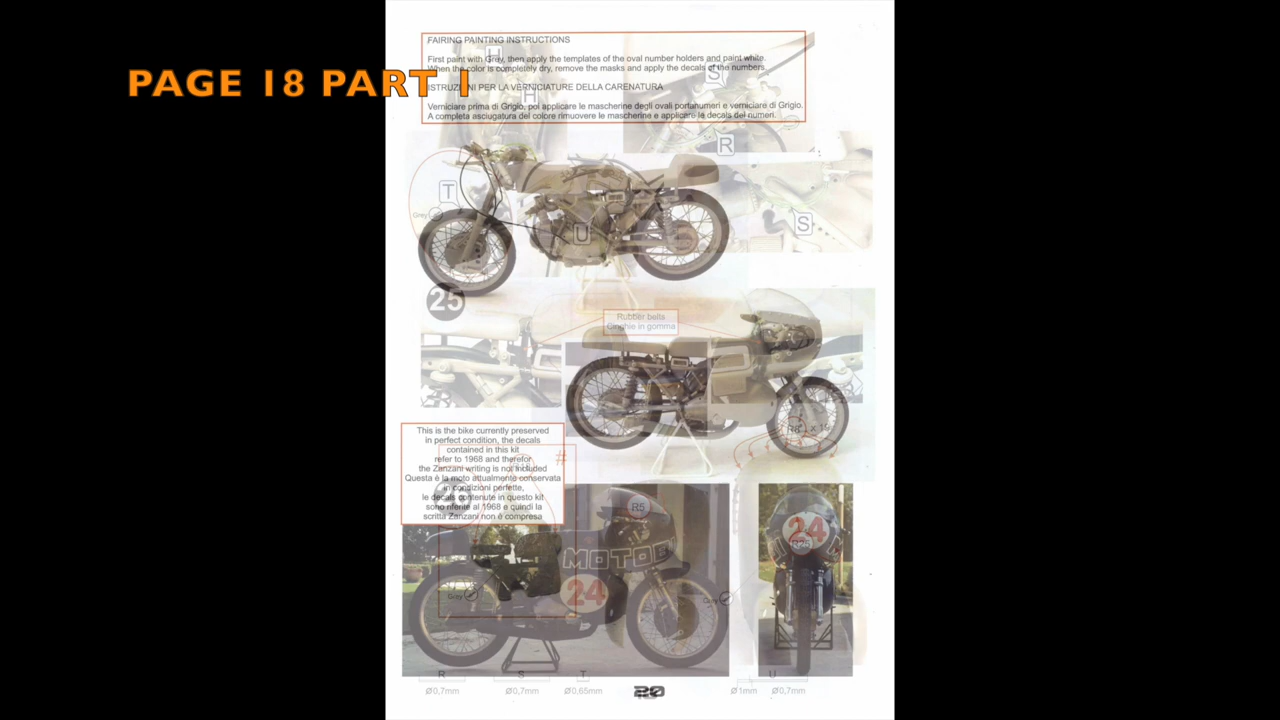 PAGE 18 PART 1
FAIRING PAINTING INSTRUCTIONS
First paint with Grey, then apply the templates of the oval number holders and paint white.
When the color is completely dry, remove the masks and apply the decals of the numbers.
ISTRUZIONI PER LA VERNICIATURE DELLA CARENATURA
Verniciare prima di Grigio, poi applicare le mascherine degli ovali portanumeri e verniciare di Grigio.
A completa asciugatura del colore rimuovere le mascherine e applicare le decals dei numeri.
H
H
S
R
T
Grey
S
U
25
Rubber belts
Cinghie in gomma
R8
This is the bike currently preserved
in perfect condition, the decals
contained in this kit
refer to 1968 and therefor
the Zanzani writing is not included
Questa è la moto attualmente conservata
in condizioni perfette,
le decals contenute in questo kit
sono riferite al 1968 e quindi la
scritta Zanzani non è compresa
#
R5
24
MOTOB
24
Grey
Grey
R S T U
Ø0,7mm Ø0,7mm Ø0,65mm Ø1mm Ø0,7mm